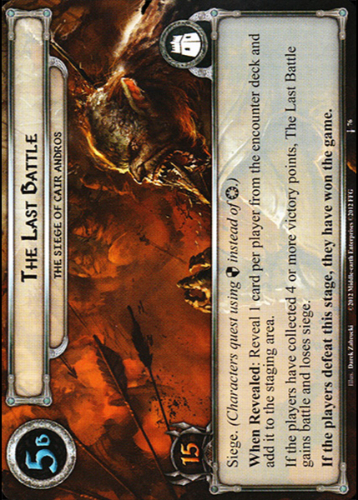 5B
THE LAST BATTLE
THE SIEGE OF CAIR ANDROS
15
Siege. (Characters quest using instead of .)
When Revealed: Reveal 1 card per player from the encounter deck and
add it to the staging area.
If the players have collected 4 or more victory points, The Last Battle
gains battle and loses siege.
If the players defeat this stage, they have won the game.
Illus. Darek Zabrocki ©2012 Middle-earth Enterprises ©2012 FFG 76